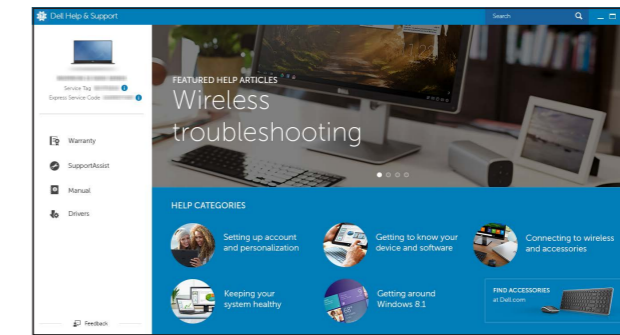 Dell Help & Support
Search
Service Tag:
Express Service Code:
Warranty
SupportAssist
Manual
Drivers
Feedback
FEATURED HELP ARTICLES
Wireless
troubleshooting
HELP CATEGORIES
Setting up account
and personalization
Getting to know your
device and software
Connecting to wireless
and accessories
Keeping your
system healthy
Getting around
Windows 8.1
FIND ACCESSORIES
at Dell.com